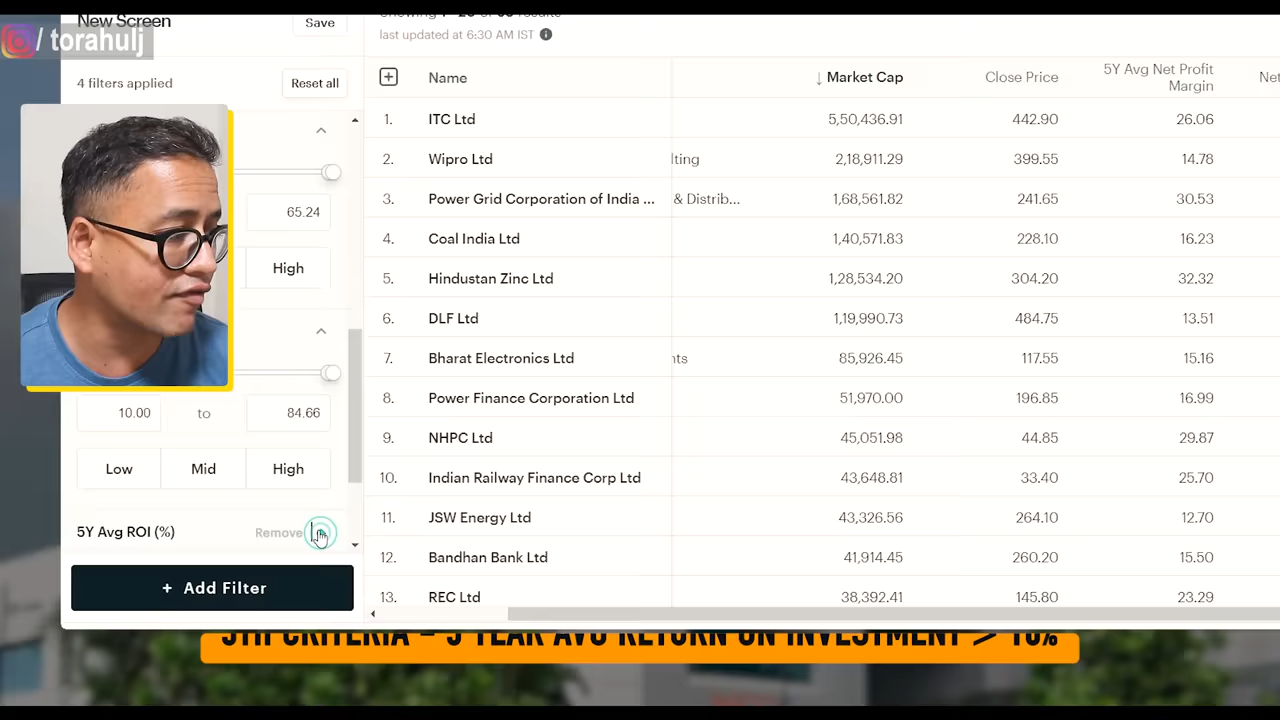 New Screen
Save
/ torahulj
last updated at 6:30 AM IST
4 filters applied
Reset all
Name
Market Cap
Close Price
5Y Avg Net Profit
Margin
Net
65.24
High
10.00 to 84.66
Low Mid High
5Y Avg ROI (%)
Remove
+ Add Filter
1. ITC Ltd 5,50,436.91 442.90 26.06
2. Wipro Ltd lting 2,18,911.29 399.55 14.78
3. Power Grid Corporation of India ... & Distrib... 1,68,561.82 241.65 30.53
4. Coal India Ltd 1,40,571.83 228.10 16.23
5. Hindustan Zinc Ltd 1,28,534.20 304.20 32.32
6. DLF Ltd 1,19,990.73 484.75 13.51
7. Bharat Electronics Ltd nts 85,926.45 117.55 15.16
8. Power Finance Corporation Ltd 51,970.00 196.85 16.99
9. NHPC Ltd 45,051.98 44.85 29.87
10. Indian Railway Finance Corp Ltd 43,648.81 33.40 25.70
11. JSW Energy Ltd 43,326.56 264.10 12.70
12. Bandhan Bank Ltd 41,914.45 260.20 15.50
13. REC Ltd 38,392.41 145.80 23.29
5TH CRITERIA - 5 YEAR AVG RETURN ON INVESTMENT > 10%